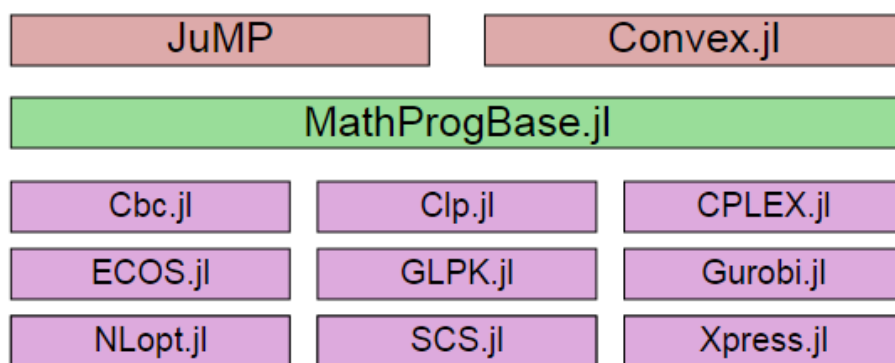 JuMP Convex.jl
MathProgBase.jl
Cbc.jl Clp.jl CPLEX.jl
ECOS.jl GLPK.jl Gurobi.jl
NLopt.jl SCS.jl Xpress.jl